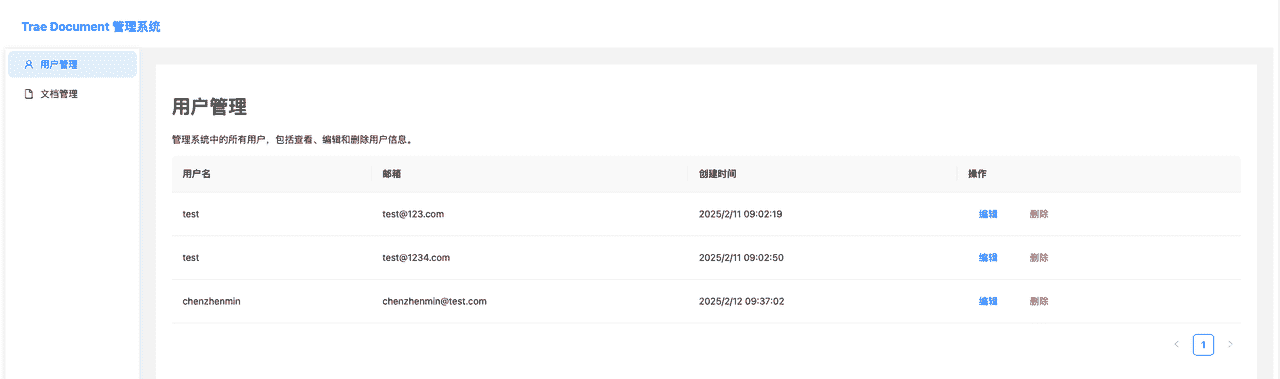 Trae Document 管理系统
用户管理
文档管理
用户管理
管理系统中的所有用户，包括查看、编辑和删除用户信息。
用户名 邮箱 创建时间 操作
test test@123.com 2025/2/11 09:02:19 编辑 删除
test test@1234.com 2025/2/11 09:02:50 编辑 删除
chenzhenmin chenzhenmin@test.com 2025/2/12 09:37:02 编辑 删除
1